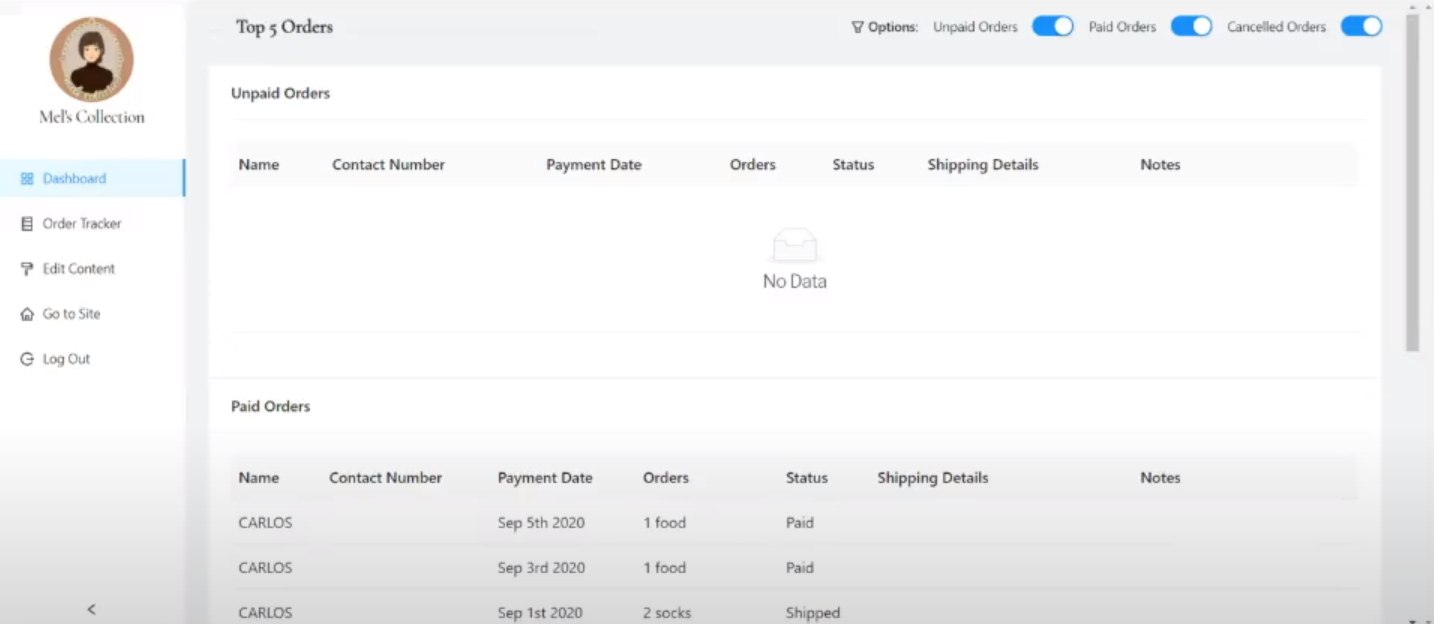 Top 5 Orders
Options: Unpaid Orders Paid Orders Cancelled Orders
Mel's Collection
Dashboard
Order Tracker
Edit Content
Go to Site
Log Out
Unpaid Orders
Name Contact Number Payment Date Orders Status Shipping Details Notes
No Data
Paid Orders
Name Contact Number Payment Date Orders Status Shipping Details Notes
CARLOS Sep 5th 2020 1 food Paid
CARLOS Sep 3rd 2020 1 food Paid
CARLOS Sep 1st 2020 2 socks Shipped